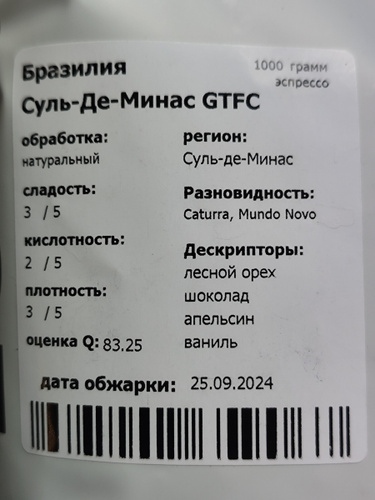 Бразилия
1000 грамм
эспрессо
Суль-Де-Минас GTFC
обработка:
натуральный
регион:
Суль-де-Минас
сладость:
3 / 5
Разновидность:
Caturra, Mundo Novo
кислотность:
2 / 5
плотность:
3 / 5
Дескрипторы:
лесной орех
шоколад
апельсин
ваниль
оценка Q: 83.25
дата обжарки: 25.09.2024